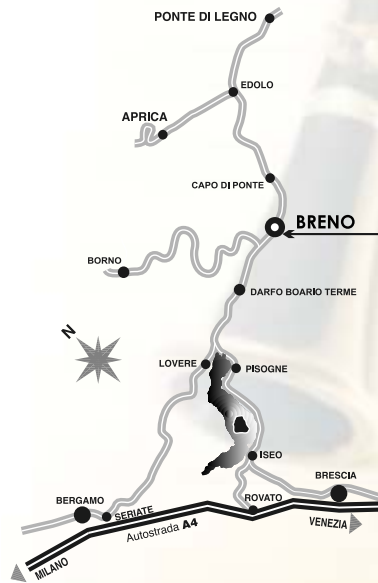 PONTE DI LEGNO
EDOLO
APRICA
CAPO DI PONTE
BRENO
BORNO
DARFO BOARIO TERME
N
LOVERE
PISOGNE
ISEO
BRESCIA
BERGAMO
SERIATE
ROVATO
Autostrada A4
VENEZIA
MILANO